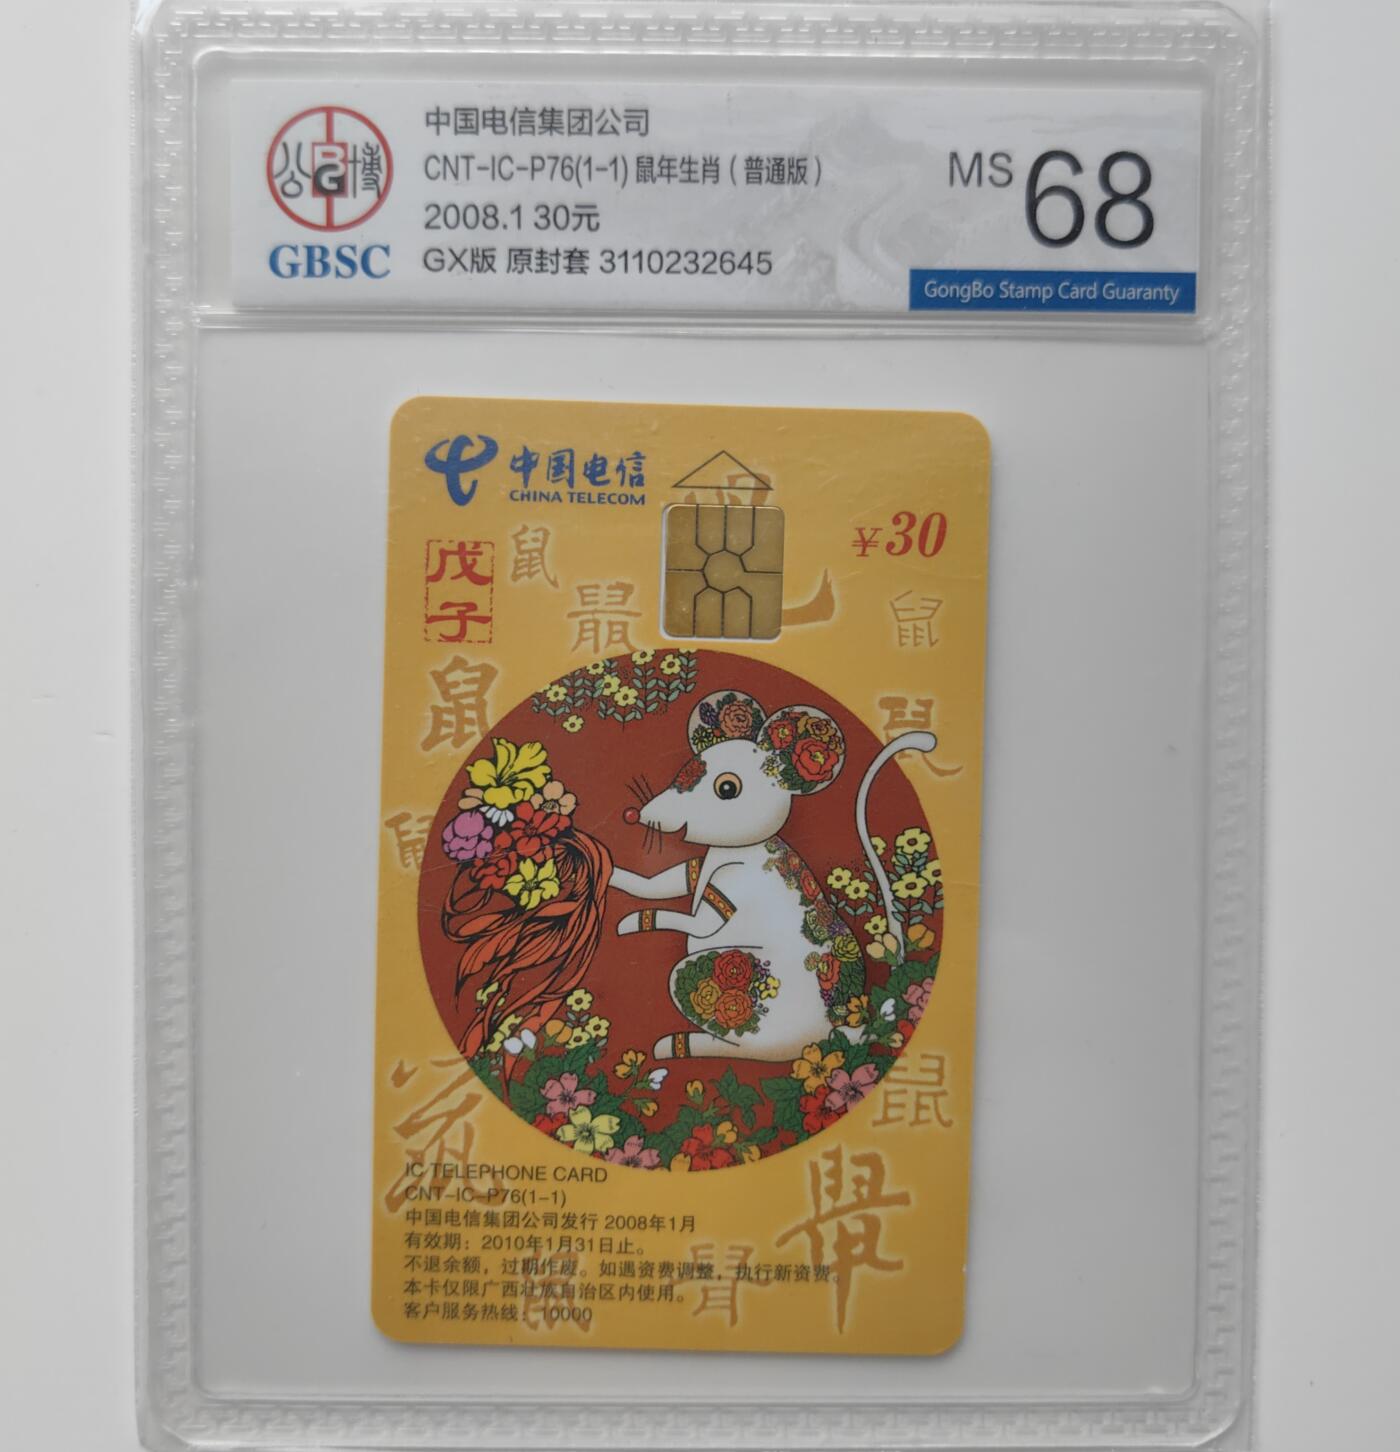 中国电信集团公司
CNT-IC-P76(1-1) 鼠年生肖（普通版）
2008.1 30元
GX版 原封套 3110232645
公博
BG
GBSC
MS 68
GongBo Stamp Card Guaranty
中国电信
CHINA TELECOM
¥30
戊子
鼠
鼠
鼠
鼠
IC TELEPHONE CARD
CNT-IC-P76(1-1)
中国电信集团公司发行 2008年1月
有效期：2010年1月31日止。
不退余额，过期作废。如遇资费调整，执行新资费。
本卡仅限广西壮族自治区内使用。
客户服务热线：10000